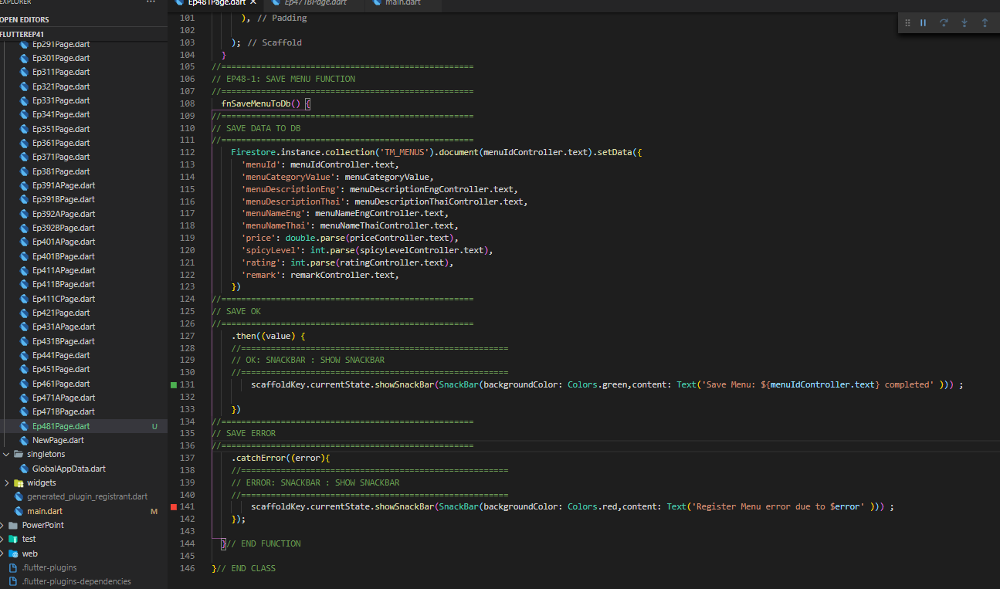 EXPLORER
···
OPEN EDITORS
FLUTTEREP41
Ep291Page.dart
Ep301Page.dart
Ep311Page.dart
Ep321Page.dart
Ep331Page.dart
Ep341Page.dart
Ep351Page.dart
Ep361Page.dart
Ep371Page.dart
Ep381Page.dart
Ep391APage.dart
Ep391BPage.dart
Ep392APage.dart
Ep392BPage.dart
Ep401APage.dart
Ep401BPage.dart
Ep411APage.dart
Ep411BPage.dart
Ep411CPage.dart
Ep421Page.dart
Ep431APage.dart
Ep431BPage.dart
Ep441Page.dart
Ep451Page.dart
Ep461Page.dart
Ep471APage.dart
Ep471BPage.dart
Ep481Page.dart U
NewPage.dart
singletons
GlobalAppData.dart
widgets
generated_plugin_registrant.dart
main.dart M
PowerPoint
test
web
.flutter-plugins
.flutter-plugins-dependencies
Ep481Page.dart × Ep471BPage.dart main.dart
101 ), // Padding
102
103 ); // Scaffold
104 }
105 //===================================================
106 // EP48-1: SAVE MENU FUNCTION
107 //===================================================
108 fnSaveMenuToDb() {
109 //===================================================
110 // SAVE DATA TO DB
111 //===================================================
112 Firestore.instance.collection('TM_MENUS').document(menuIdController.text).setData({
113 'menuId': menuIdController.text,
114 'menuCategoryValue': menuCategoryValue,
115 'menuDescriptionEng': menuDescriptionEngController.text,
116 'menuDescriptionThai': menuDescriptionThaiController.text,
117 'menuNameEng': menuNameEngController.text,
118 'menuNameThai': menuNameThaiController.text,
119 'price': double.parse(priceController.text),
120 'spicyLevel': int.parse(spicyLevelController.text),
121 'rating': int.parse(ratingController.text),
122 'remark': remarkController.text,
123 })
124 //===================================================
125 // SAVE OK
126 //===================================================
127 .then((value) {
128 //======================================================
129 // OK: SNACKBAR : SHOW SNACKBAR
130 //======================================================
131 scaffoldKey.currentState.showSnackBar(SnackBar(backgroundColor: Colors.green,content: Text('Save Menu: ${menuIdController.text} completed' ))) ;
132
133 })
134 //===================================================
135 // SAVE ERROR
136 //===================================================
137 .catchError((error){
138 //======================================================
139 // ERROR: SNACKBAR : SHOW SNACKBAR
140 //======================================================
141 scaffoldKey.currentState.showSnackBar(SnackBar(backgroundColor: Colors.red,content: Text('Register Menu error due to $error' ))) ;
142 });
143
144 }// END FUNCTION
145
146 }// END CLASS